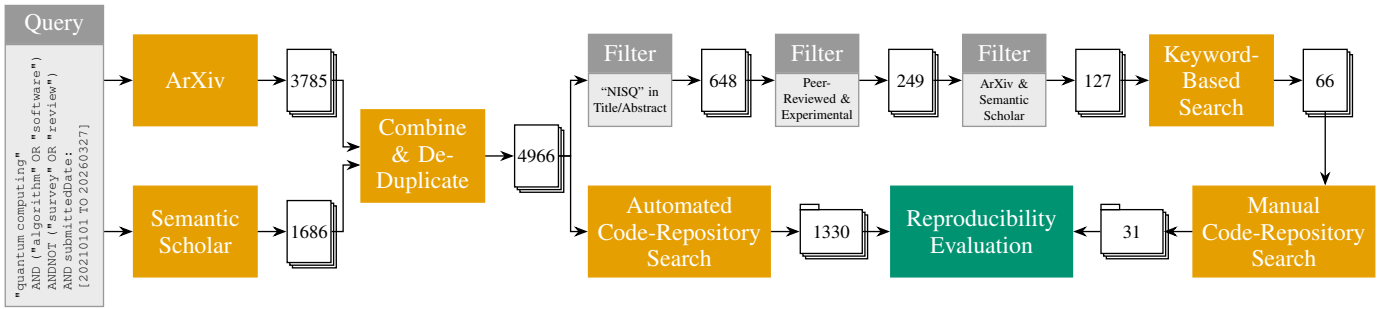 Query
"quantum computing"
AND ("algorithm" OR "software")
ANDNOT ("survey" OR "review")
AND submittedDate:
[20210101 TO 20260327]
ArXiv
3785
Semantic
Scholar
1686
Combine
& De-
Duplicate
4966
Filter
“NISQ” in
Title/Abstract
648
Filter
Peer-
Reviewed &
Experimental
249
Filter
ArXiv &
Semantic
Scholar
127
Keyword-
Based
Search
66
Automated
Code-Repository
Search
1330
Reproducibility
Evaluation
31
Manual
Code-Repository
Search